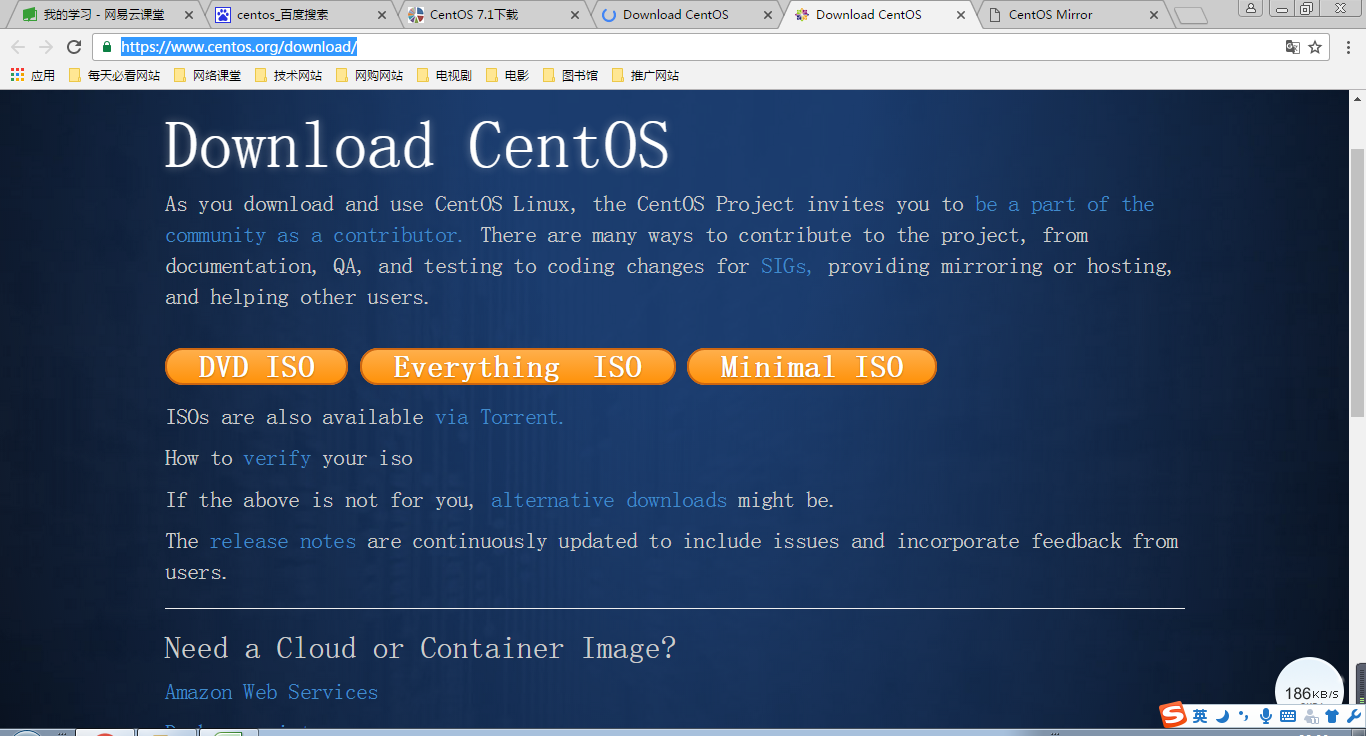 我的学习 - 网易云课堂
centos_百度搜索
CentOS 7.1下载
Download CentOS
Download CentOS
CentOS Mirror
https://www.centos.org/download/
应用
每天必看网站
网络课堂
技术网站
网购网站
电视剧
电影
图书馆
推广网站
Download CentOS
As you download and use CentOS Linux, the CentOS Project invites you to be a part of the
community as a contributor. There are many ways to contribute to the project, from
documentation, QA, and testing to coding changes for SIGs, providing mirroring or hosting,
and helping other users.
DVD ISO
Everything ISO
Minimal ISO
ISOs are also available via Torrent.
How to verify your iso
If the above is not for you, alternative downloads might be.
The release notes are continuously updated to include issues and incorporate feedback from
users.
Need a Cloud or Container Image?
Amazon Web Services
186KB/S
英